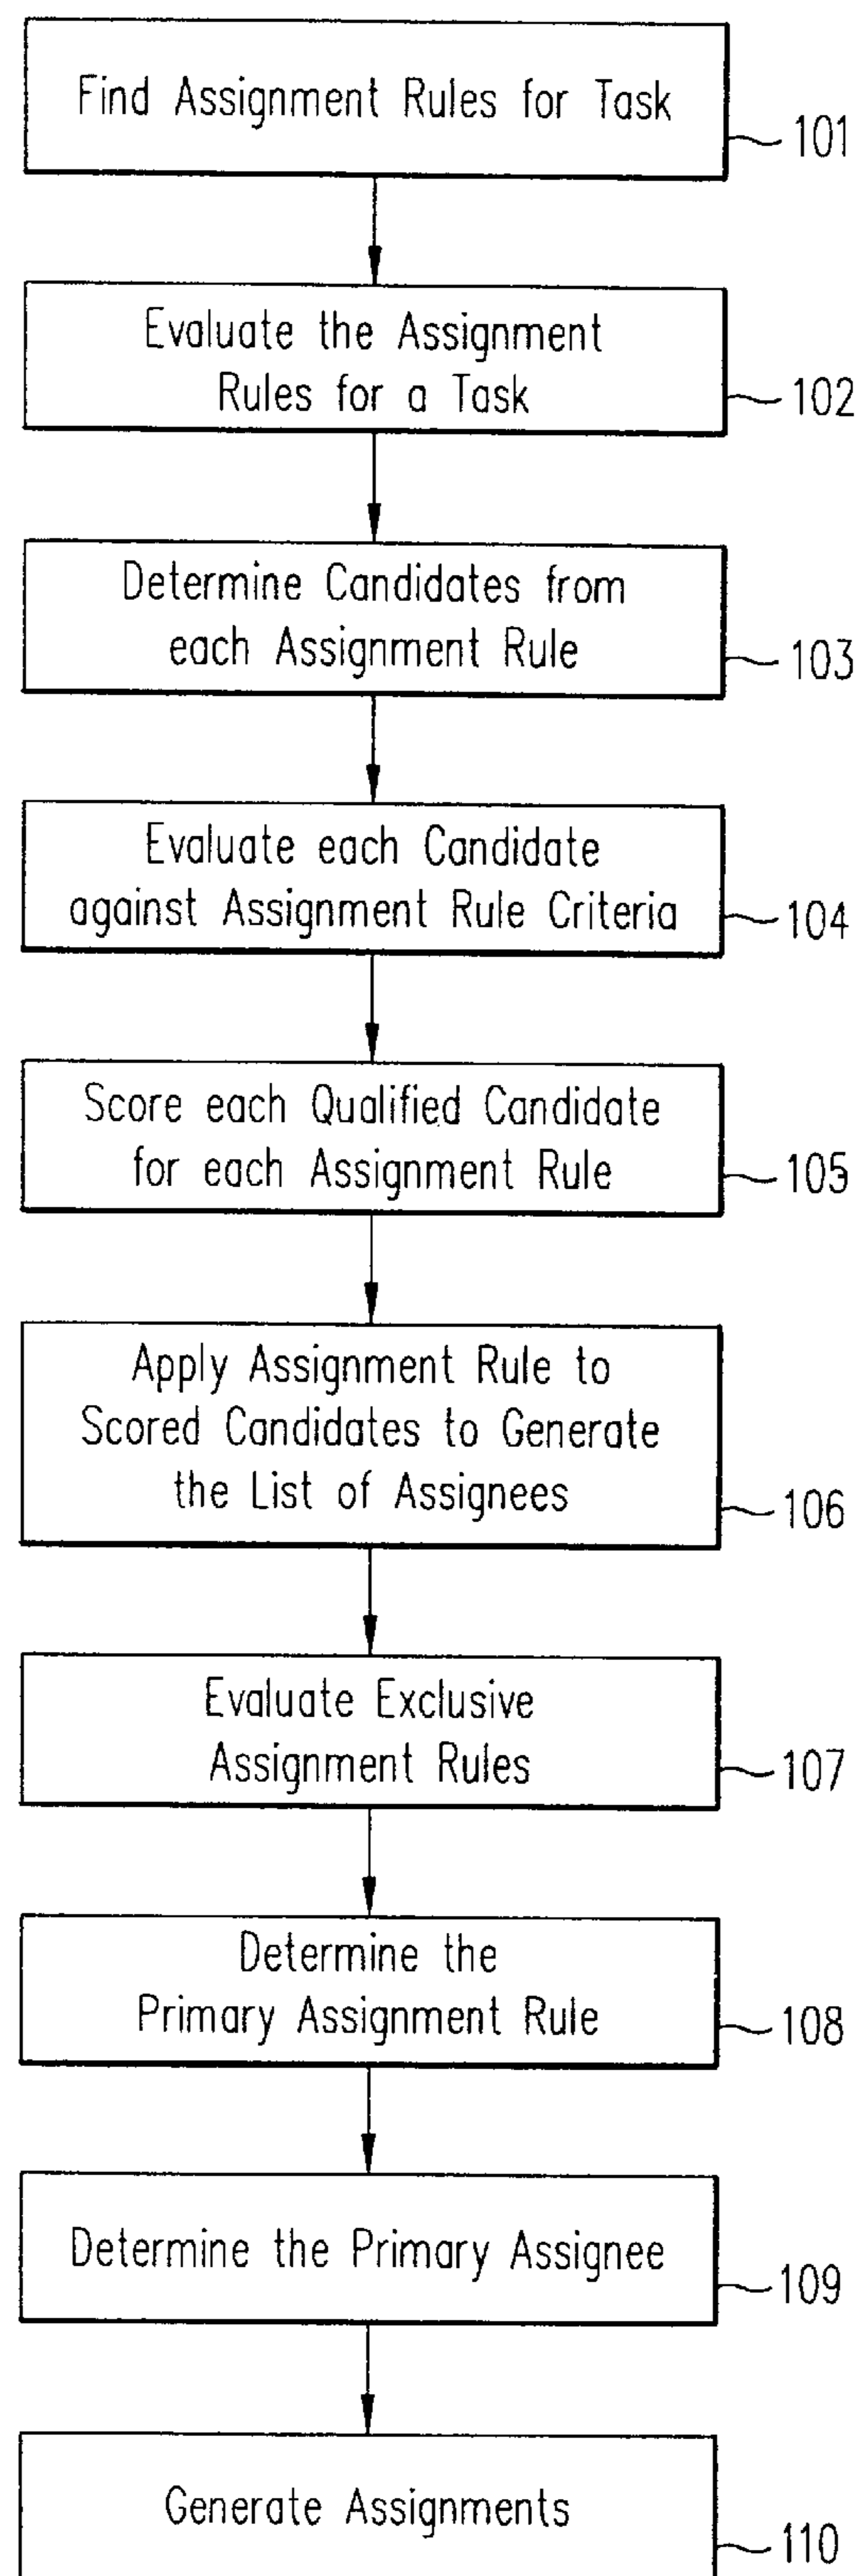 Find Assignment Rules for Task
101
Evaluate the Assignment
Rules for a Task
102
Determine Candidates from
each Assignment Rule
103
Evaluate each Candidate
against Assignment Rule Criteria
104
Score each Qualified Candidate
for each Assignment Rule
105
Apply Assignment Rule to
Scored Candidates to Generate
the List of Assignees
106
Evaluate Exclusive
Assignment Rules
107
Determine the
Primary Assignment Rule
108
Determine the Primary Assignee
109
Generate Assignments
110